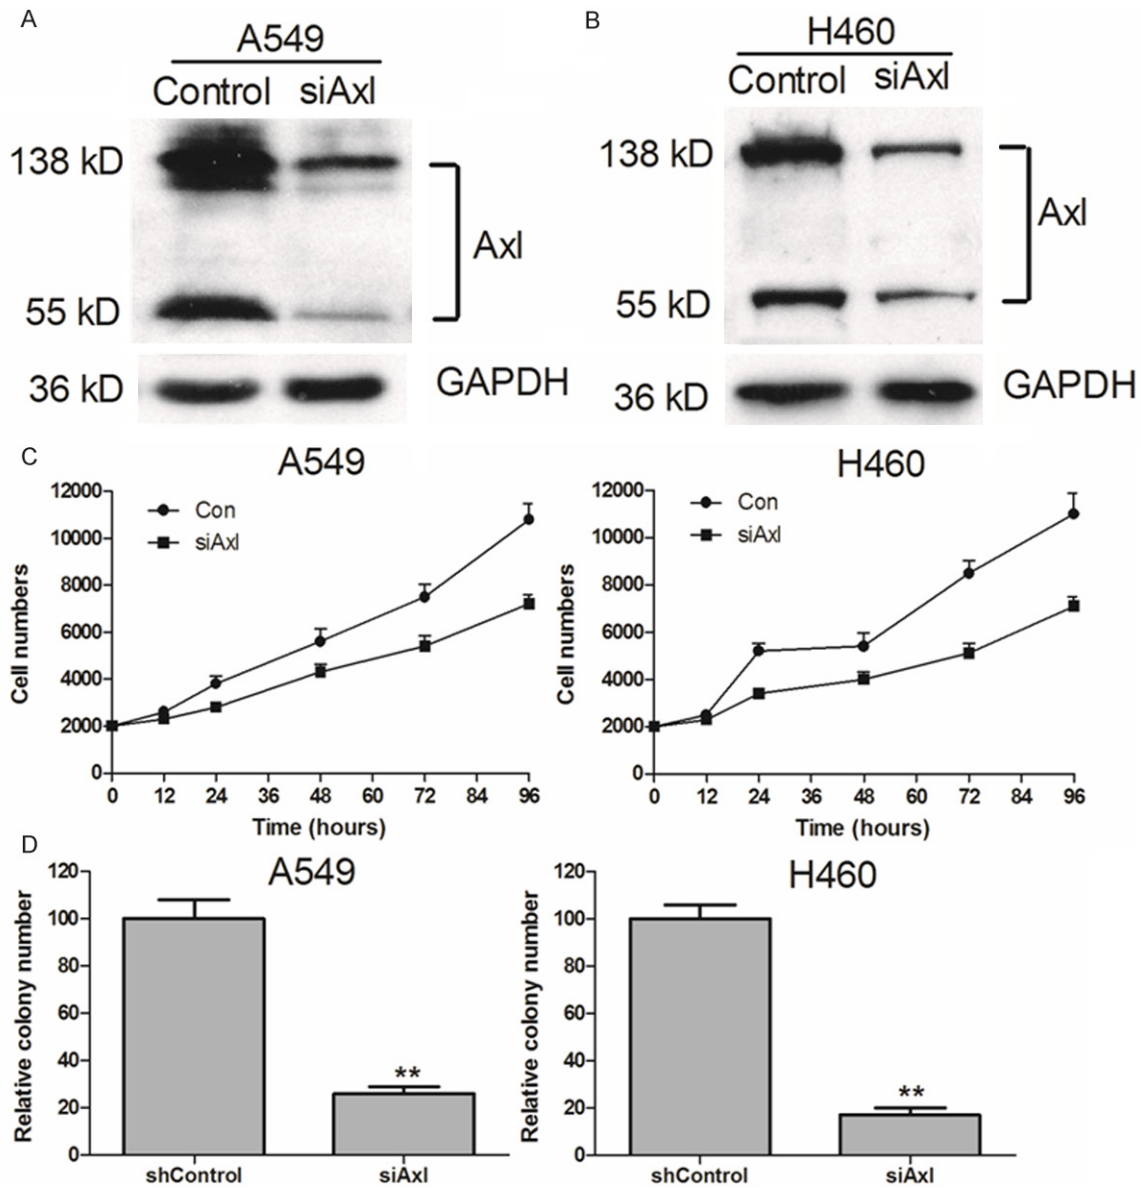 A
A549
Control siAxl
138 kD
Axl
55 kD
36 kD
GAPDH
B
H460
Control siAxl
138 kD
Axl
55 kD
36 kD
GAPDH
C
A549
Con
siAxl
12000
10000
8000
6000
4000
2000
0
Cell numbers
0 12 24 36 48 60 72 84 96
Time (hours)
H460
Con
siAxl
12000
10000
8000
6000
4000
2000
0
Cell numbers
0 12 24 36 48 60 72 84 96
Time (hours)
D
A549
120
100
80
60
40
20
0
Relative colony number
**
shControl siAxl
H460
120
100
80
60
40
20
0
Relative colony number
**
shControl siAxl